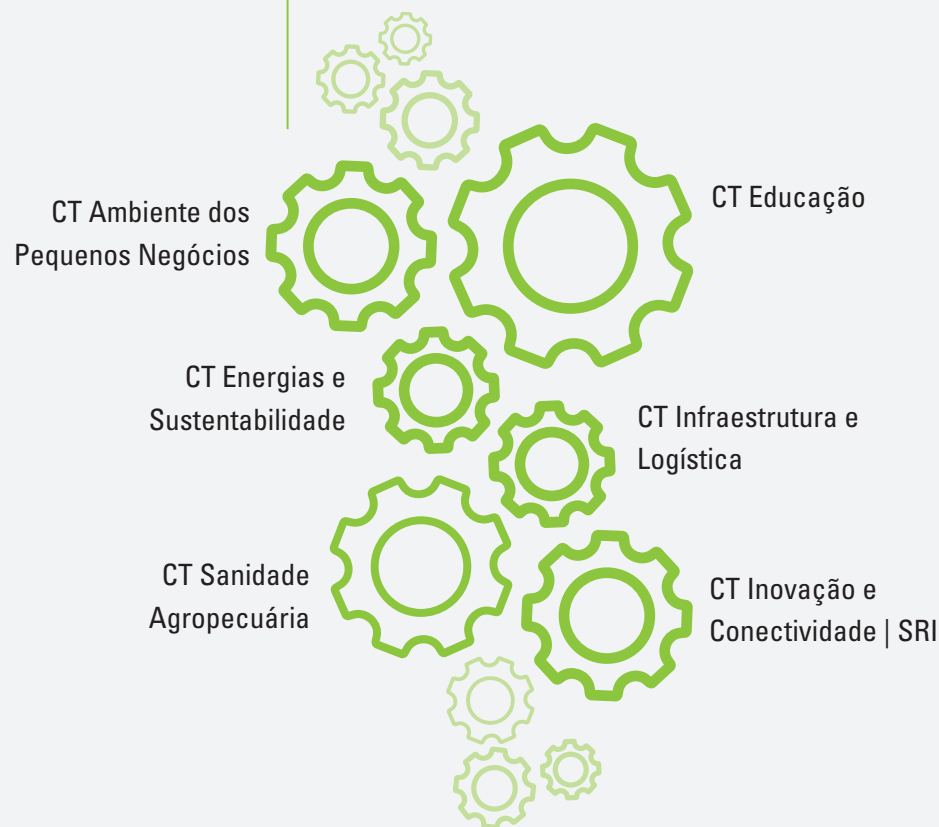 CT Ambiente dos
Pequenos Negócios
CT Educação
CT Energias e
Sustentabilidade
CT Infraestrutura e
Logística
CT Sanidade
Agropecuária
CT Inovação e
Conectividade | SRI